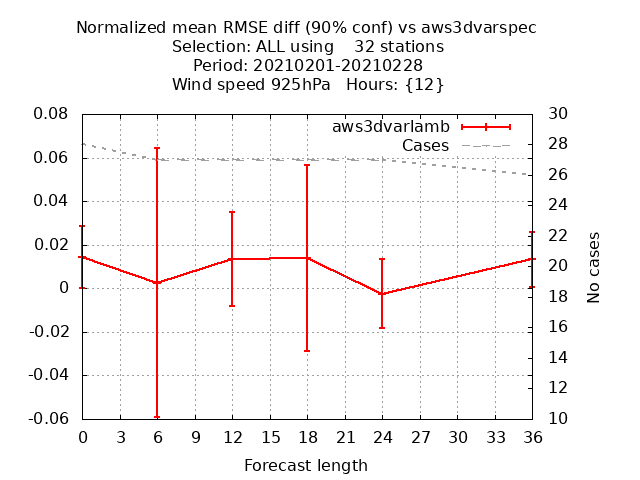 Normalized mean RMSE diff (90% conf) vs aws3dvarspec
Selection: ALL using    32 stations
Period: 20210201-20210228
Wind speed 925hPa   Hours: {12}
aws3dvarlamb
Cases
0.08
0.06
0.04
0.02
0
-0.02
-0.04
-0.06
30
28
26
24
22
20
18
16
14
12
10
No cases
0 3 6 9 12 15 18 21 24 27 30 33 36
Forecast length